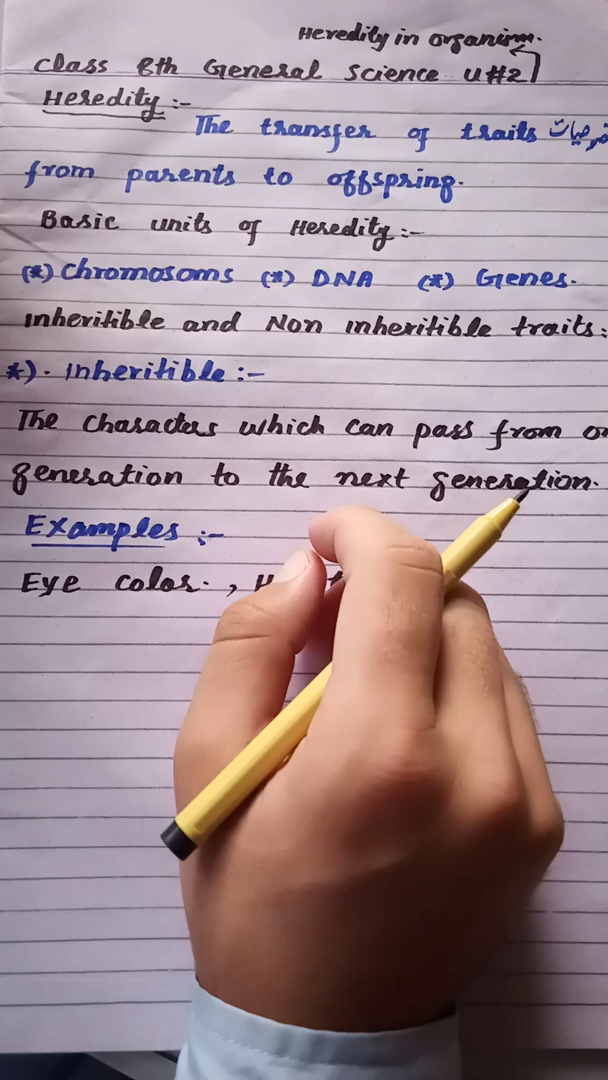 Heredity in organism.
Class 8th General Science U#2
Heredity :-
The transfer of traits
from parents to offspring.
Basic units of Heredity :-
(*) Chromosoms (*) DNA (*) Genes.
Inheritible and Non inheritible traits:
*). Inheritible :-
The Characters which can pass from
generation to the next generation.
Examples :-
Eye color. ,